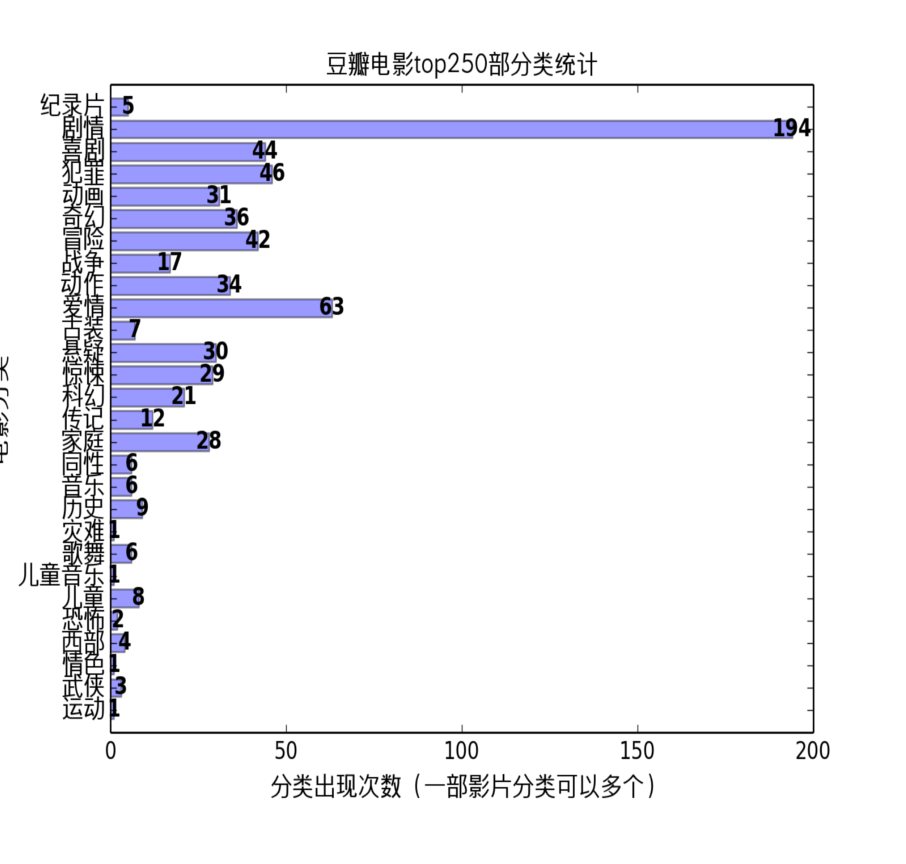 豆瓣电影top250部分类统计
纪录片 5
剧情 194
喜剧 44
犯罪 46
动画 31
奇幻 36
冒险 42
战争 17
动作 34
爱情 63
古装 7
悬疑 30
惊悚 29
科幻 21
传记 12
家庭 28
同性 6
音乐 6
历史 9
灾难 1
歌舞 6
儿童音乐 1
儿童 8
恐怖 2
西部 4
情色 1
武侠 3
运动 1
电影分类
0 50 100 150 200
分类出现次数（一部影片分类可以多个）